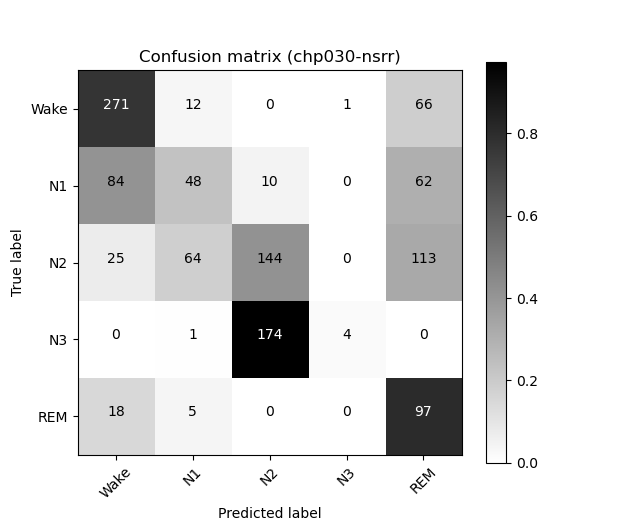 Confusion matrix (chp030-nsrr)
Wake 271 12 0 1 66
N1 84 48 10 0 62
N2 25 64 144 0 113
N3 0 1 174 4 0
REM 18 5 0 0 97
Wake N1 N2 N3 REM
True label
Predicted label
0.8
0.6
0.4
0.2
0.0